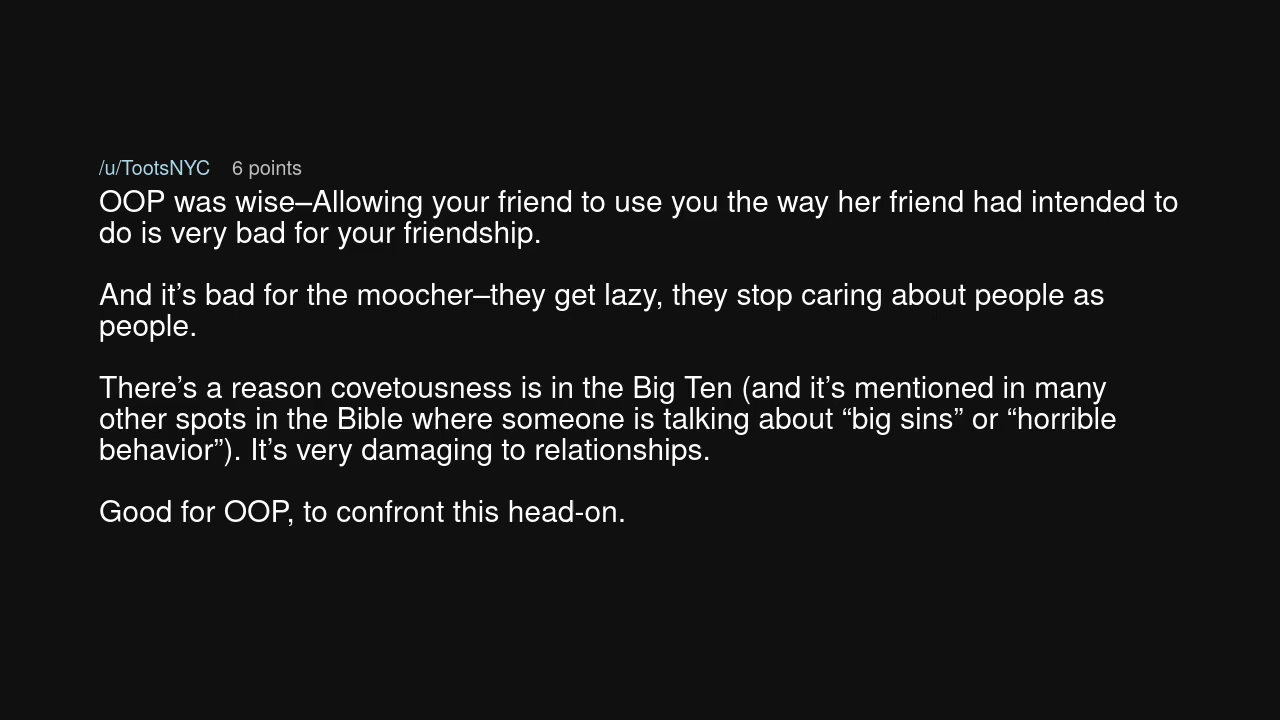 /u/TootsNYC 6 points
OOP was wise–Allowing your friend to use you the way her friend had intended to
do is very bad for your friendship.
And it’s bad for the moocher–they get lazy, they stop caring about people as
people.
There’s a reason covetousness is in the Big Ten (and it’s mentioned in many
other spots in the Bible where someone is talking about “big sins” or “horrible
behavior”). It’s very damaging to relationships.
Good for OOP, to confront this head-on.